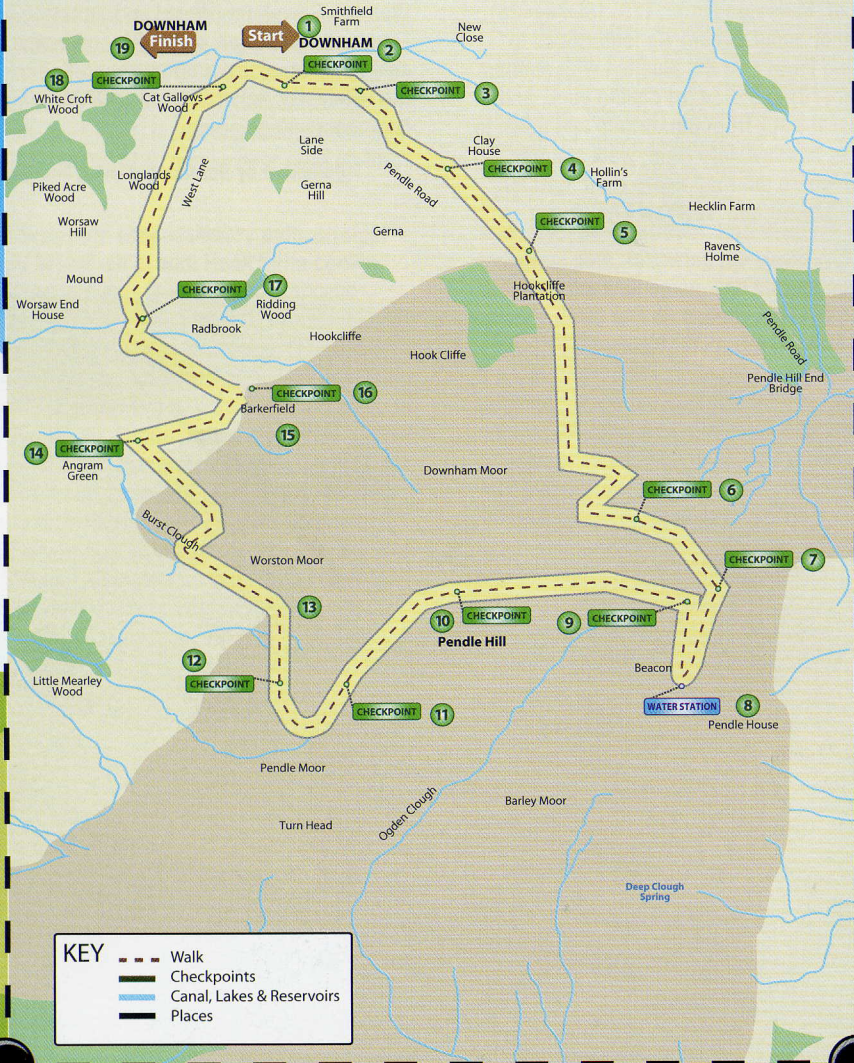 Smithfield
Farm
DOWNHAM
19
Finish
Start
1
DOWNHAM
2
New
Close
CHECKPOINT
18
CHECKPOINT
White Croft
Wood
Cat Gallows
Wood
CHECKPOINT
3
Lane
Side
Clay
House
CHECKPOINT
4
Hollin's
Farm
Longlands
Wood
Piked Acre
Wood
West Lane
Gerna
Hill
Pendle Road
Hecklin Farm
Worsaw
Hill
Gerna
CHECKPOINT
5
Ravens
Holme
Mound
CHECKPOINT
17
Hookcliffe
Plantation
Worsaw End
House
Ridding
Wood
Radbrook
Hookcliffe
Pendle Road
Hook Cliffe
Pendle Hill End
Bridge
CHECKPOINT
16
Barkerfield
15
14
CHECKPOINT
Angram
Green
Downham Moor
CHECKPOINT
6
Burst Clough
Worston Moor
CHECKPOINT
7
13
10
CHECKPOINT
9
CHECKPOINT
Pendle Hill
12
CHECKPOINT
Little Mearley
Wood
Beacon
CHECKPOINT
11
WATER STATION
8
Pendle House
Pendle Moor
Turn Head
Ogden Clough
Barley Moor
Deep Clough
Spring
KEY
Walk
Checkpoints
Canal, Lakes & Reservoirs
Places